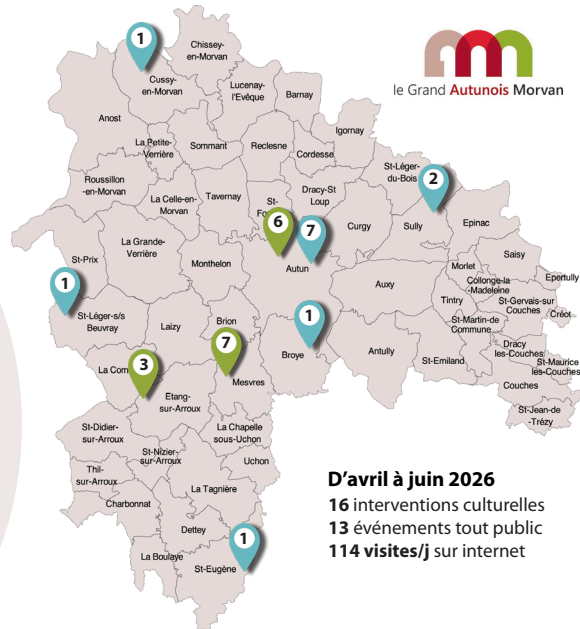 1
Chissey-
en-Morvan
Cussy-
en-Morvan
le Grand Autunois Morvan
Lucenay-
l'Evêque
Barnay
Anost
Igornay
La Petite-
Verrière
Sommant
Reclesne
Cordesse
St-Léger-
du-Bois
2
Roussillon
-en-Morvan
La Celle-en-
Morvan
Tavernay
St-
Fo
Dracy-St
Loup
6
7
Curgy
Sully
Epinac
St-Prix
La Grande-
Verrière
Monthelon
Autun
Saisy
Morlet
Epertully
Collonge-la
-Madeleine
1
Auxy
Tintry
St-Gervais-sur
Couches
Créot
St-Léger-s/s
Beuvray
Laizy
Brion
1
St-Martin-de
Commune
Broye
Antully
Dracy
-les-Couches
St-Maurice
les-Couches
La Com
3
7
Mesvres
St-Emiland
Couches
Etang-
sur-Arroux
St-Jean-de
-Trézy
St-Didier-
sur-Arroux
La Chapelle
sous-Uchon
St-Nizier-
sur-Arroux
Uchon
Thil-
sur-Arroux
La Tagnière
Charbonnat
Dettey
La Boulaye
1
St-Eugène
D'avril à juin 2026
16 interventions culturelles
13 événements tout public
114 visites/j sur internet